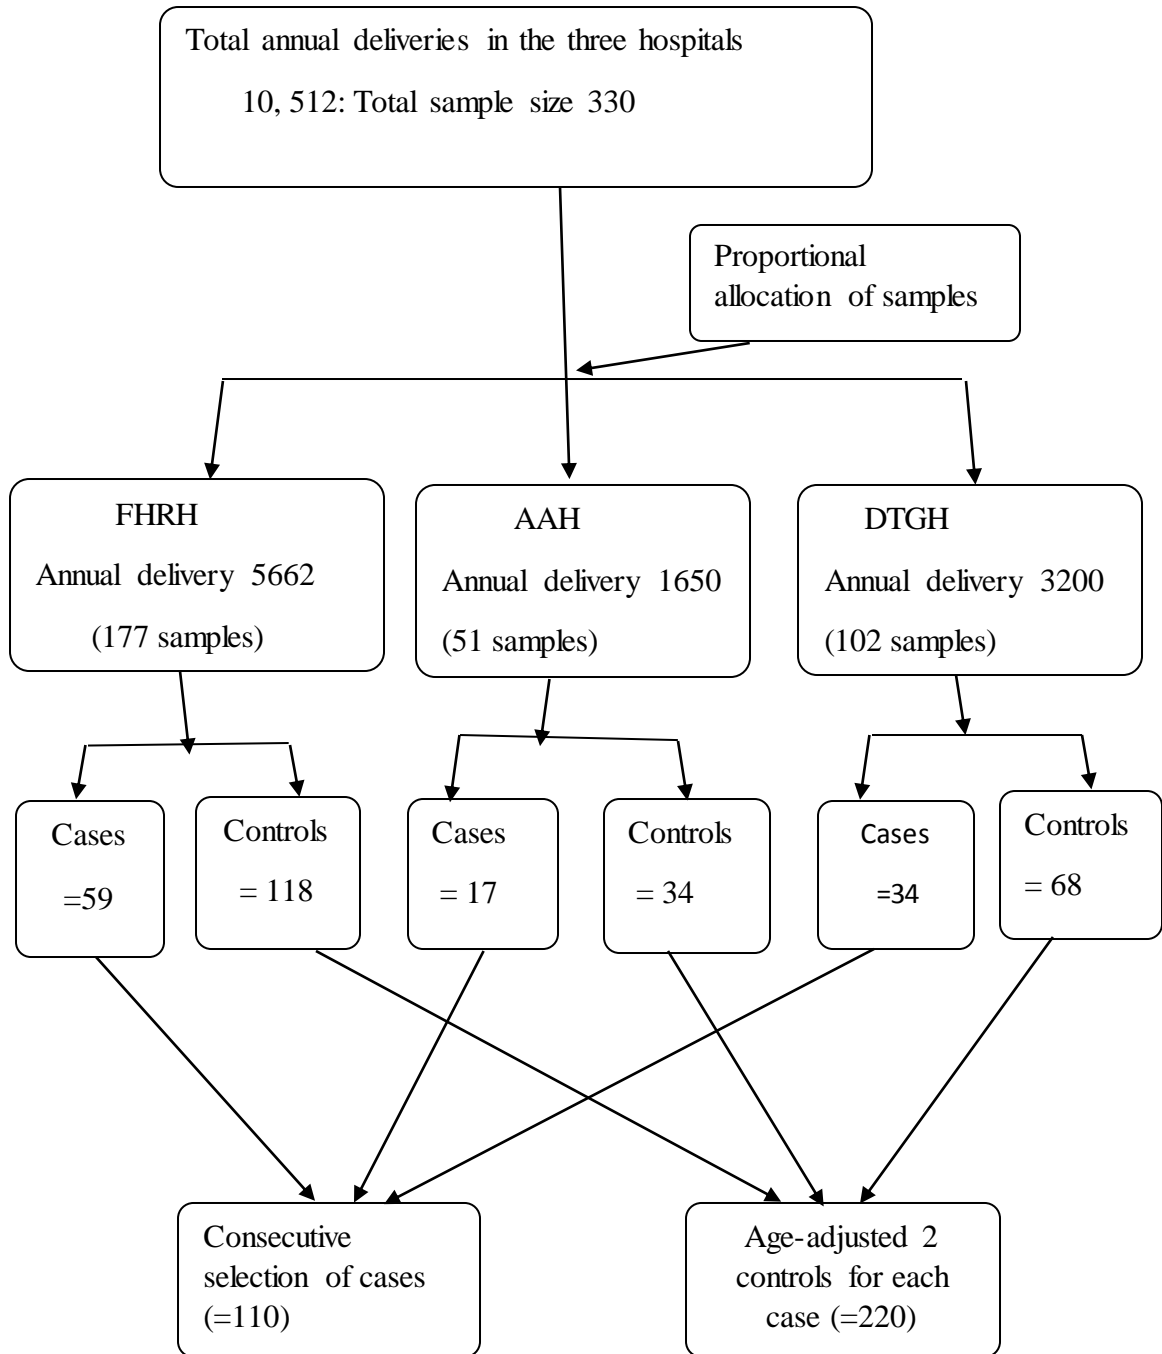 Total annual deliveries in the three hospitals
10, 512: Total sample size 330
Proportional
allocation of samples
FHRH
Annual delivery 5662
(177 samples)
AAH
Annual delivery 1650
(51 samples)
DTGH
Annual delivery 3200
(102 samples)
Cases
=59
Controls
= 118
Cases
= 17
Controls
= 34
Cases
=34
Controls
= 68
Consecutive
selection of cases
(=110)
Age-adjusted 2
controls for each
case (=220)